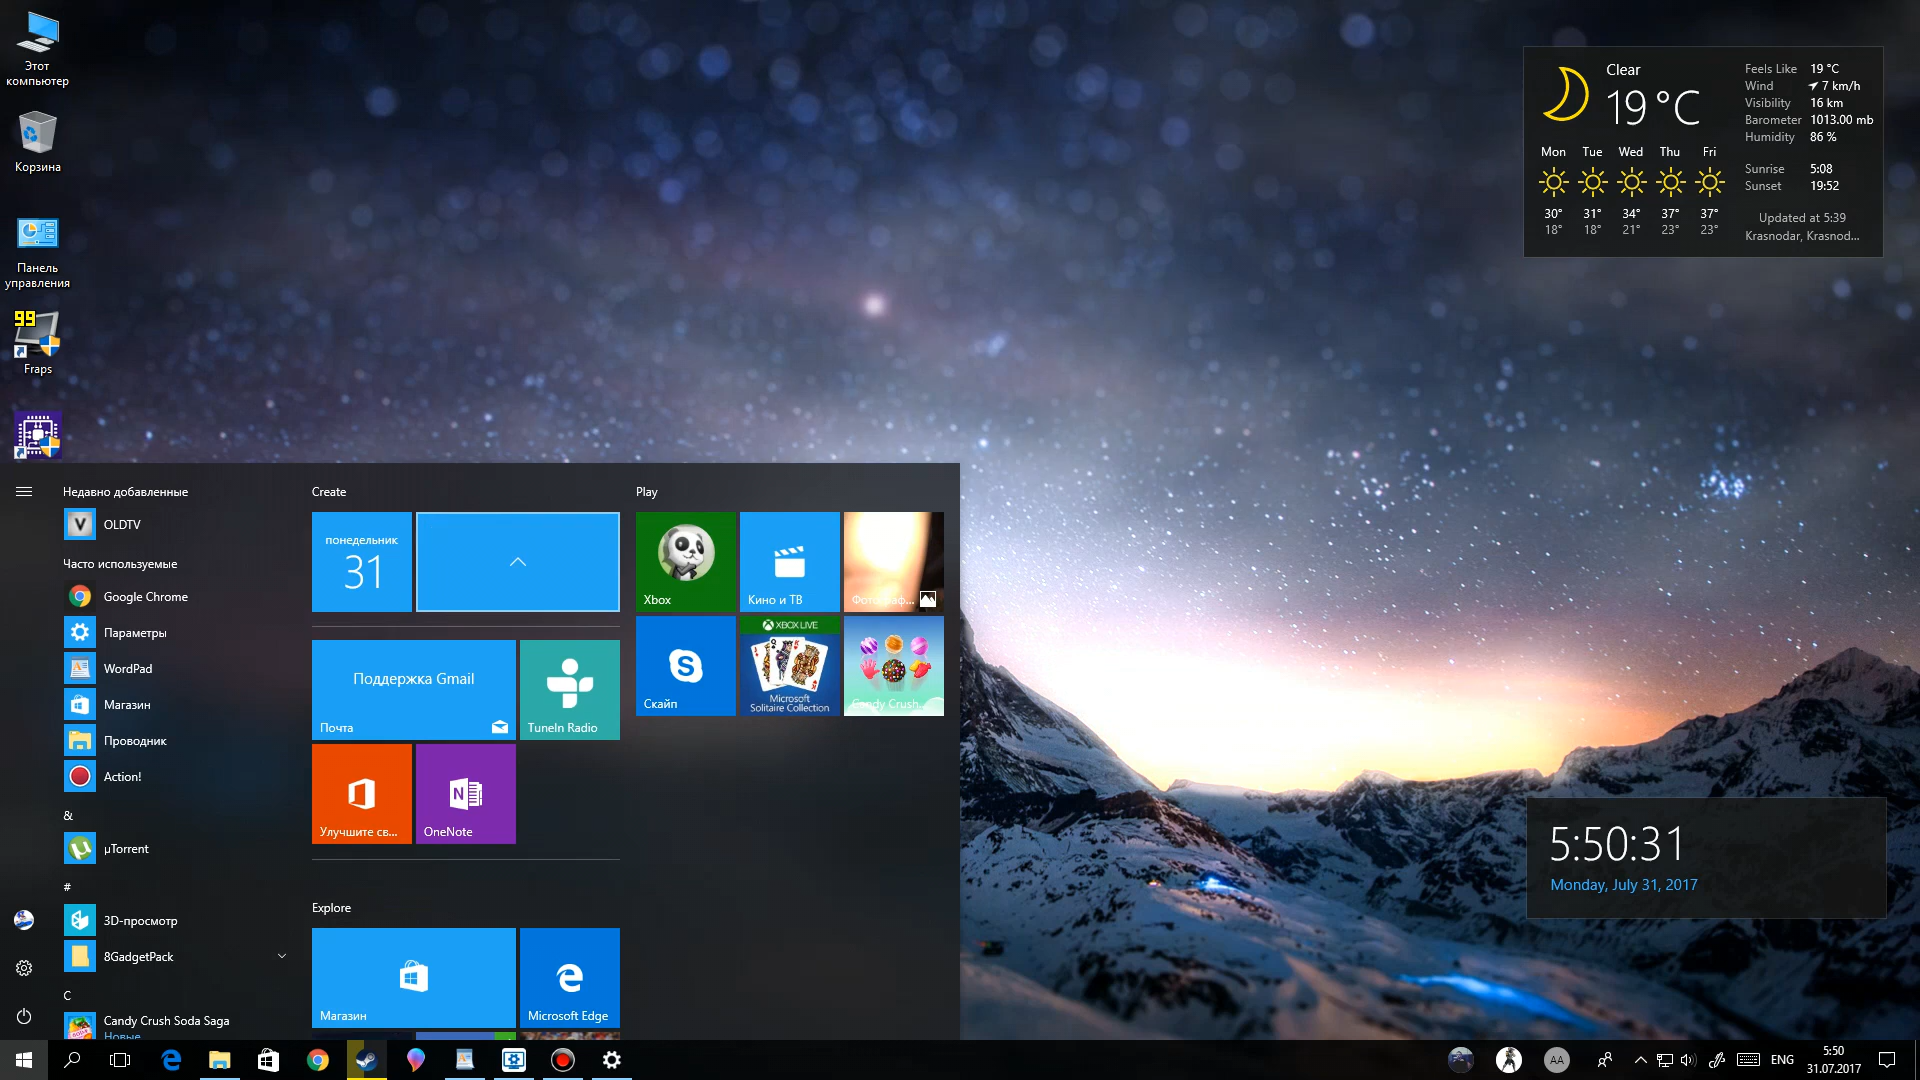 Этот
компьютер
Корзина
Панель
управления
99
Fraps
Clear
19 °C
Feels Like 19 °C
Wind 7 km/h
Visibility 16 km
Barometer 1013.00 mb
Humidity 86 %
Sunrise 5:08
Sunset 19:52
Updated at 5:39
Krasnodar, Krasnod...
Mon Tue Wed Thu Fri
30° 31° 34° 37° 37°
18° 18° 21° 23° 23°
Недавно добавленные
V OLDTV
Часто используемые
Google Chrome
Параметры
WordPad
Магазин
Проводник
Action!
&
µTorrent
#
3D-просмотр
8GadgetPack
C
Candy Crush Soda Saga
Новые
Create
понедельник
31
Поддержка Gmail
Почта
TuneIn Radio
Улучшите св...
N
OneNote
Explore
Магазин
Microsoft Edge
Play
Xbox
Кино и ТВ
Фотограф...
S
Скайп
XBOX LIVE
Microsoft
Solitaire Collection
Candy Crush...
5:50:31
Monday, July 31, 2017
AA
ENG
5:50
31.07.2017